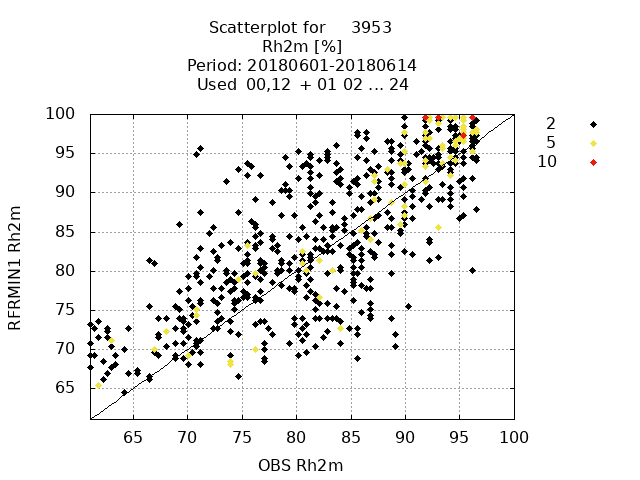 Scatterplot for 3953
Rh2m [%]
Period: 20180601-20180614
Used 00,12 + 01 02 ... 24
100
95
90
85
80
75
70
65
RFRMIN1 Rh2m
2
5
10
65 70 75 80 85 90 95 100
OBS Rh2m